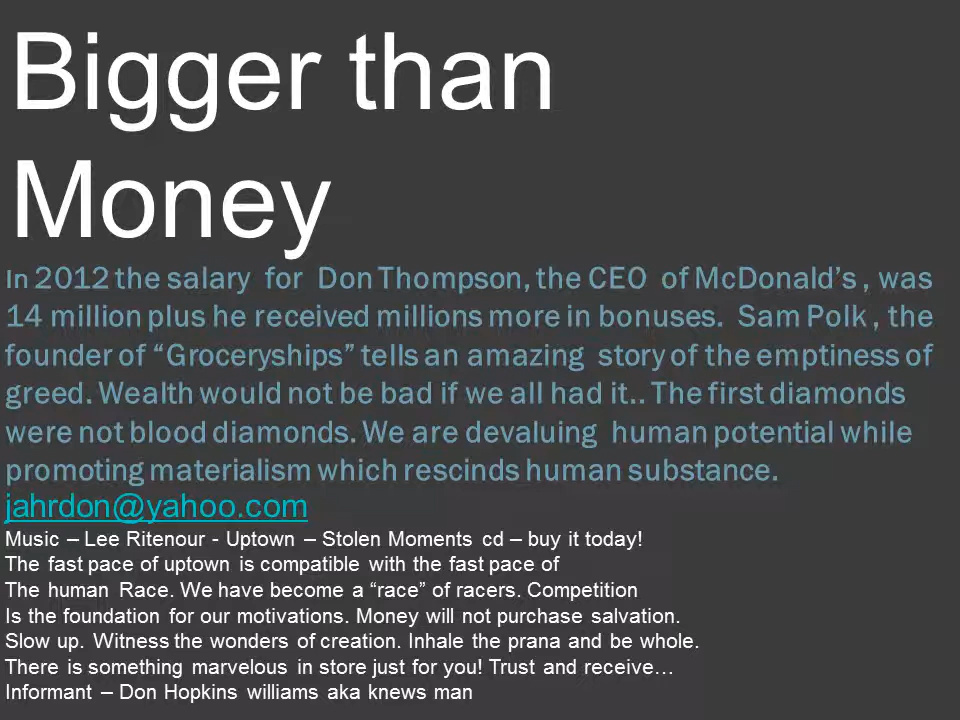 Bigger than
Money
In 2012 the salary for Don Thompson, the CEO of McDonald’s , was
14 million plus he received millions more in bonuses. Sam Polk , the
founder of “Groceryships” tells an amazing story of the emptiness of
greed. Wealth would not be bad if we all had it.. The first diamonds
were not blood diamonds. We are devaluing human potential while
promoting materialism which rescinds human substance.
jahrdon@yahoo.com
Music – Lee Ritenour - Uptown – Stolen Moments cd – buy it today!
The fast pace of uptown is compatible with the fast pace of
The human Race. We have become a “race” of racers. Competition
Is the foundation for our motivations. Money will not purchase salvation.
Slow up. Witness the wonders of creation. Inhale the prana and be whole.
There is something marvelous in store just for you! Trust and receive…
Informant – Don Hopkins williams aka knews man